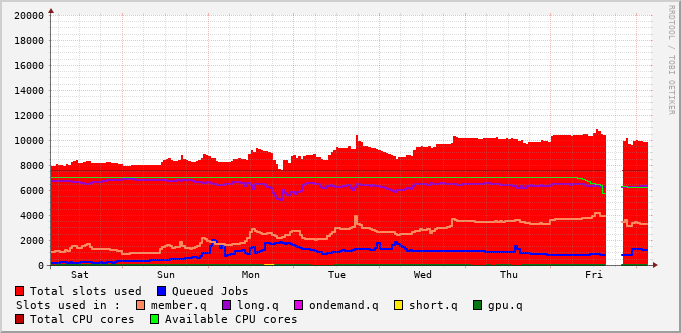 20000
18000
16000
14000
12000
10000
8000
6000
4000
2000
0
Sat Sun Mon Tue Wed Thu Fri
Total slots used Queued Jobs
Slots used in : member.q long.q ondemand.q short.q gpu.q
Total CPU cores Available CPU cores
RRDTOOL / TOBI OETIKER